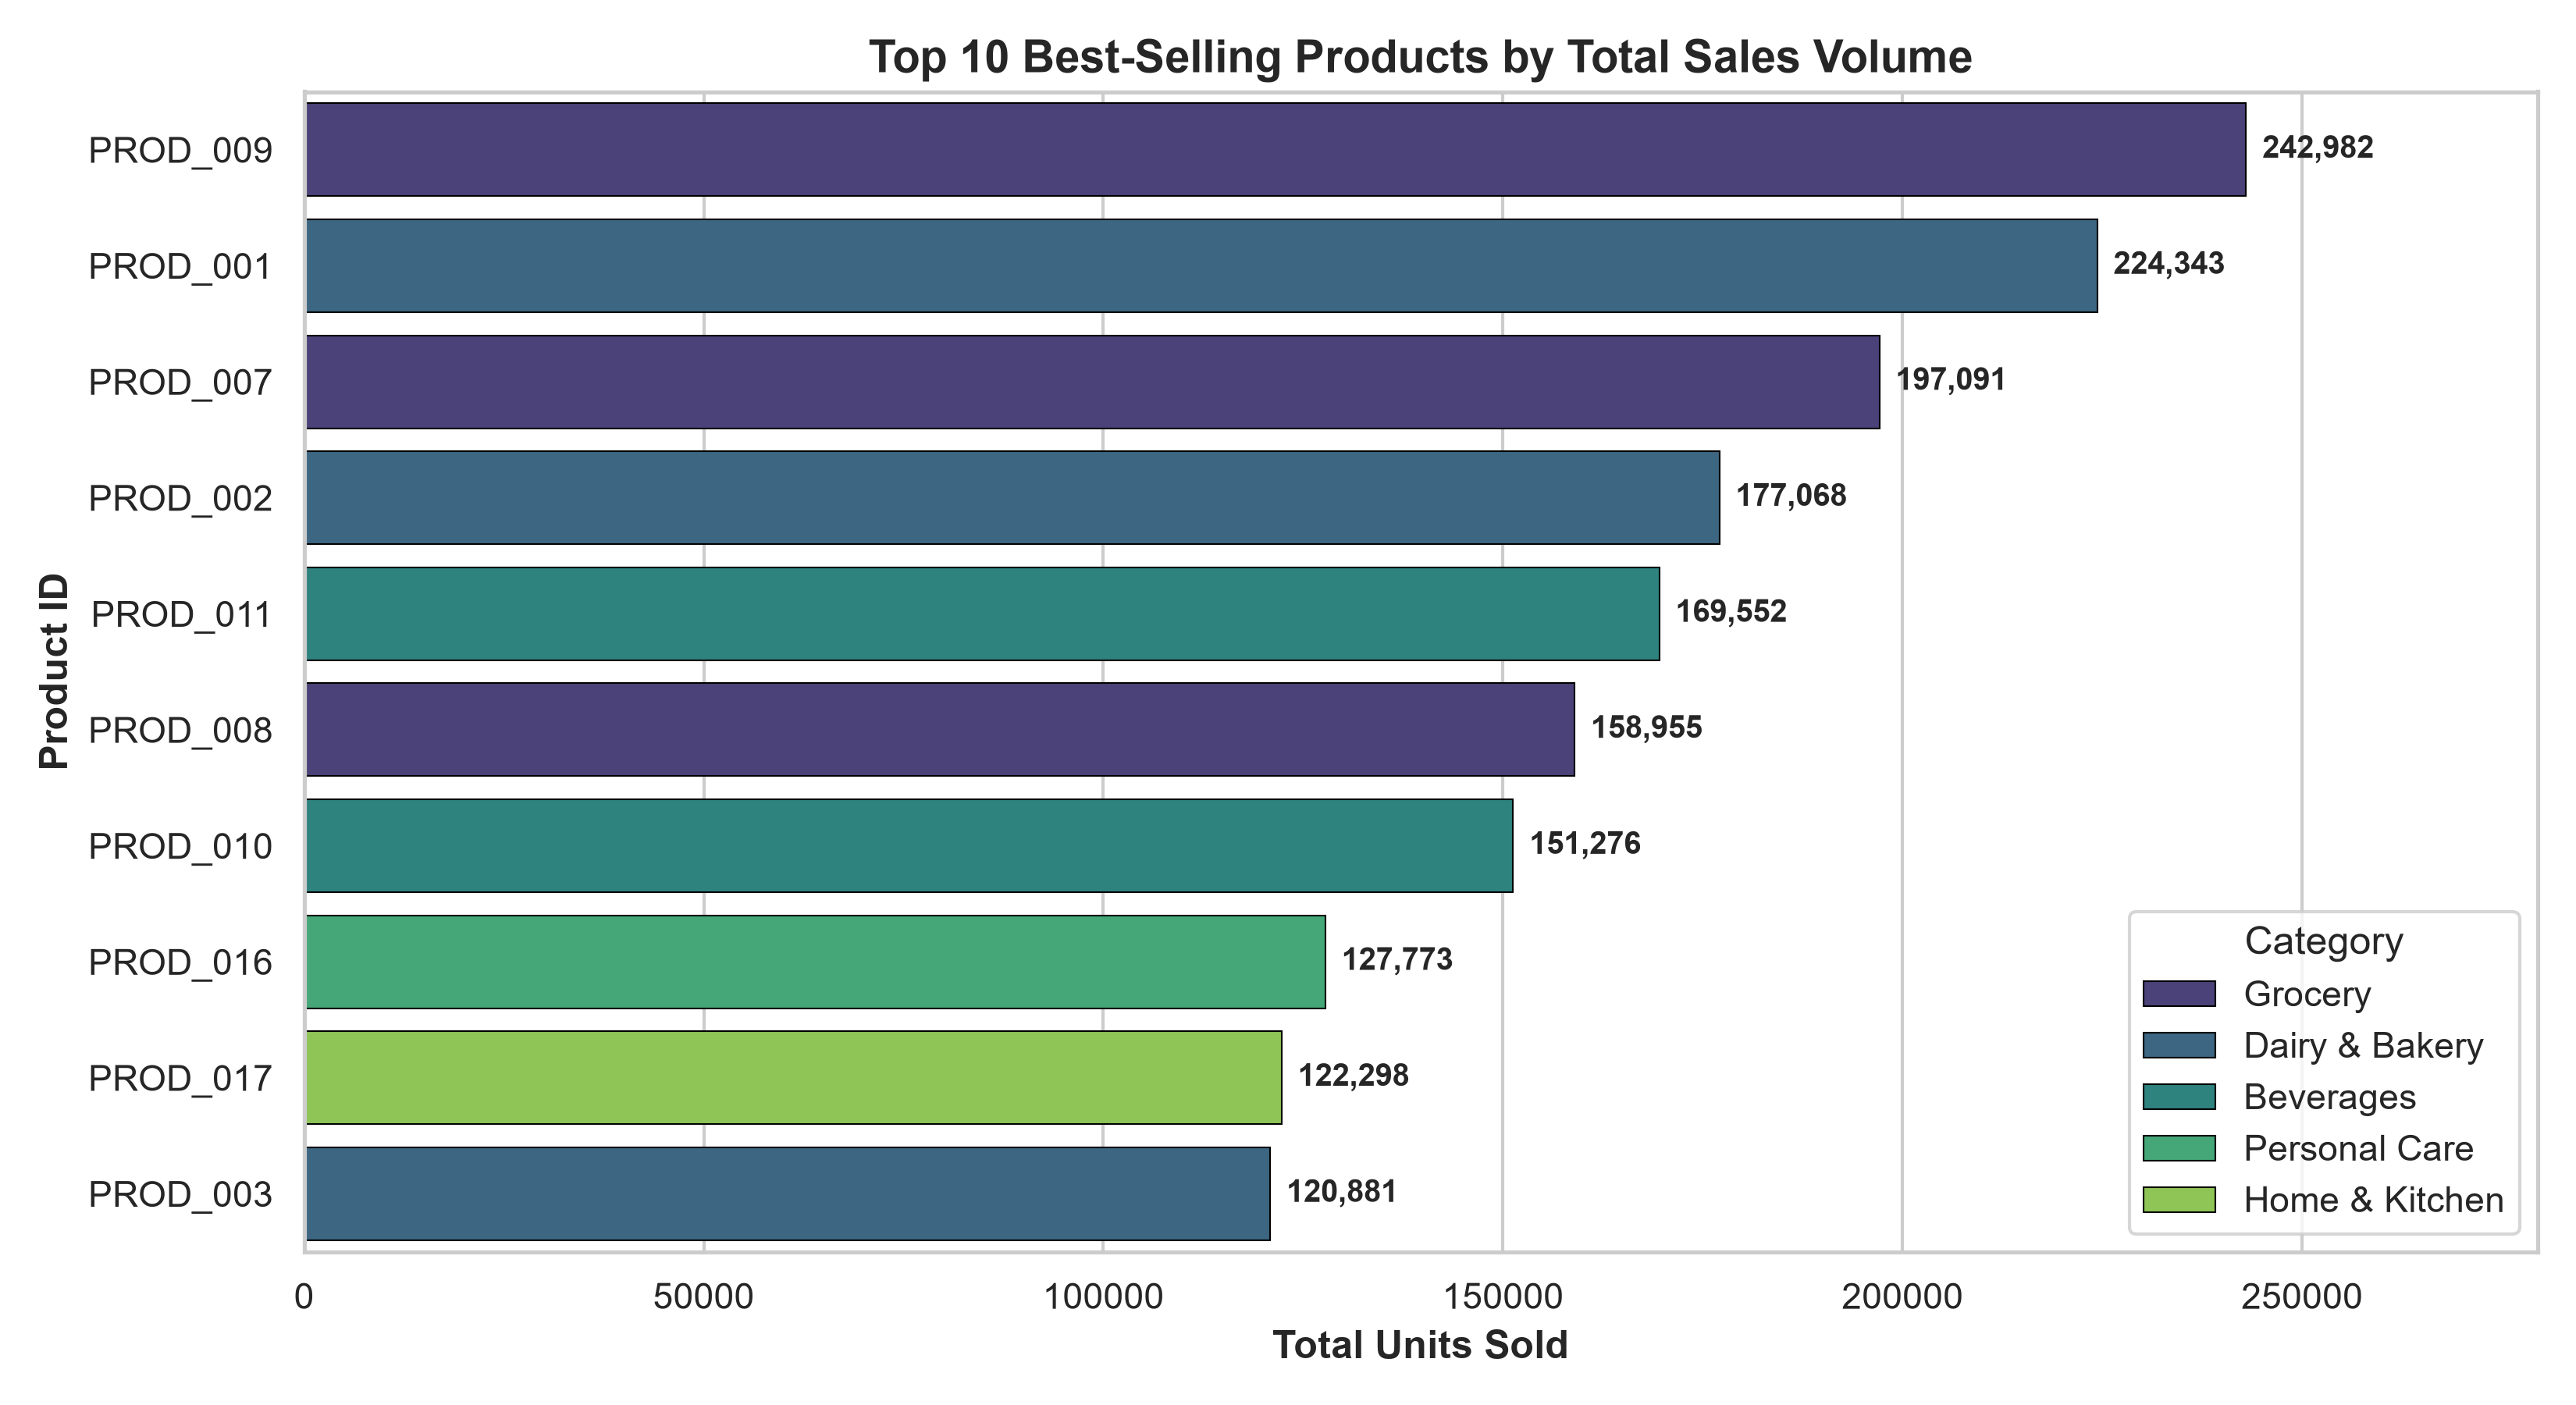 Top 10 Best-Selling Products by Total Sales Volume
PROD_009
242,982
PROD_001
224,343
PROD_007
197,091
PROD_002
177,068
PROD_011
169,552
PROD_008
158,955
PROD_010
151,276
PROD_016
127,773
PROD_017
122,298
PROD_003
120,881
Product ID
Category
Grocery
Dairy & Bakery
Beverages
Personal Care
Home & Kitchen
0 50000 100000 150000 200000 250000
Total Units Sold